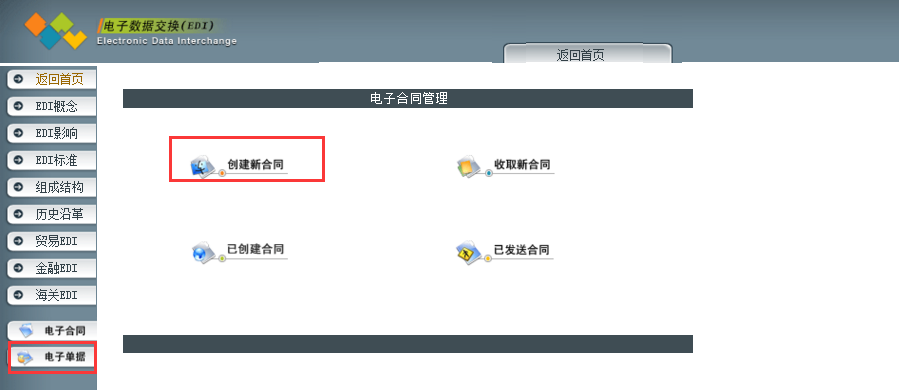 电子数据交换(EDI)
Electronic Data Interchange
返回首页
返回首页
EDI概念
EDI影响
EDI标准
组成结构
历史沿革
贸易EDI
金融EDI
海关EDI
电子合同
电子单据
电子合同管理
创建新合同
收取新合同
已创建合同
已发送合同